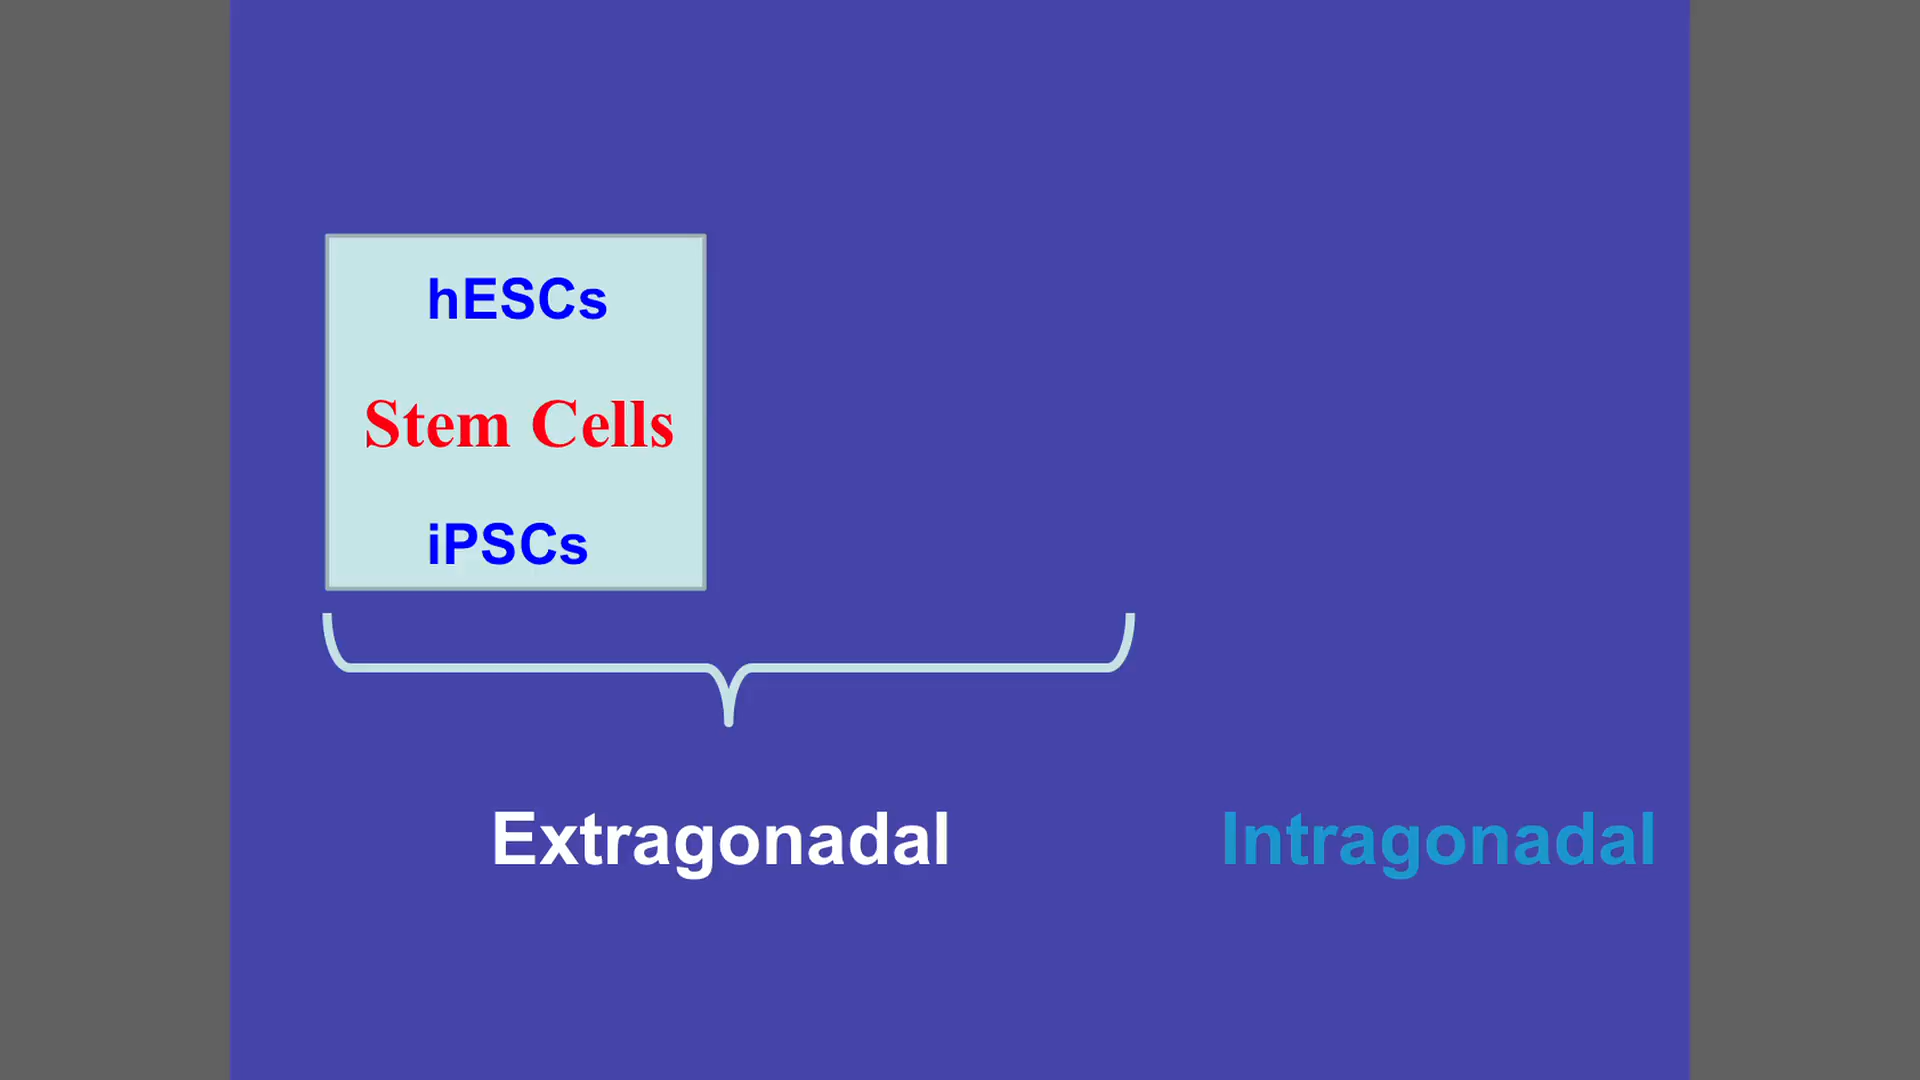 hESCs
Stem Cells
iPSCs
Extragonadal
Intragonadal